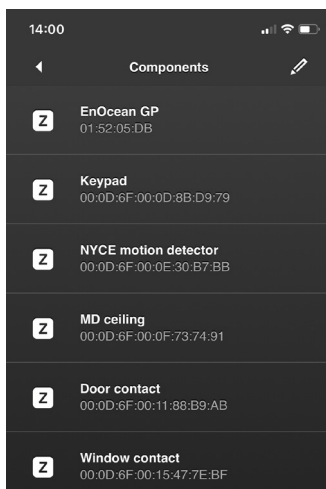 14:00
Components
Z
EnOcean GP
01:52:05:DB
Z
Keypad
00:0D:6F:00:0D:8B:D9:79
Z
NYCE motion detector
00:0D:6F:00:0E:30:B7:BB
Z
MD ceiling
00:0D:6F:00:0F:73:74:91
Z
Door contact
00:0D:6F:00:11:88:B9:AB
Z
Window contact
00:0D:6F:00:15:47:7E:BF